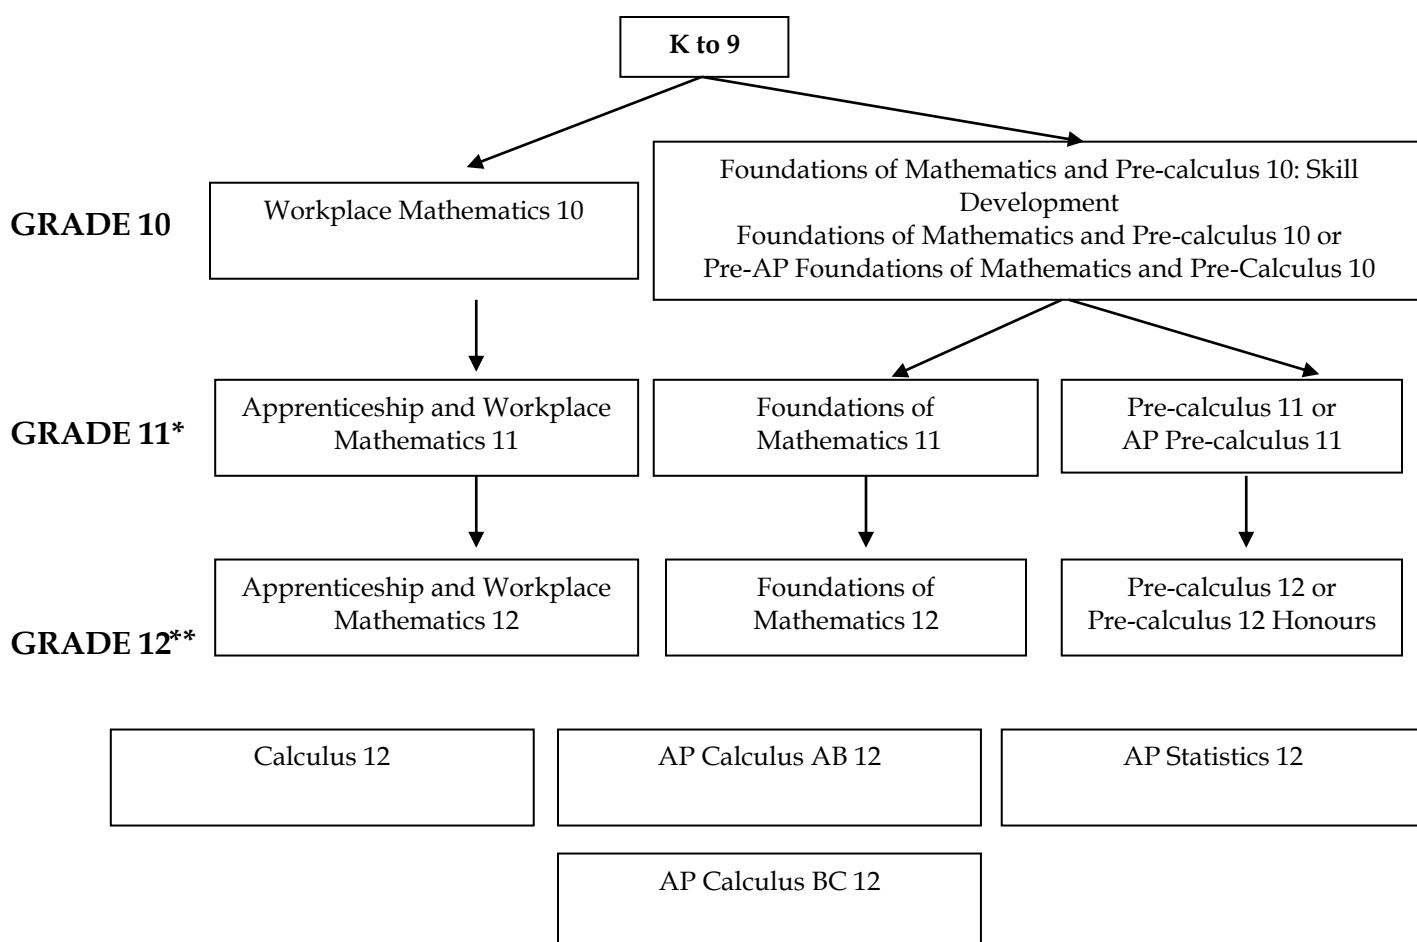 K to 9
GRADE 10
Workplace Mathematics 10
Foundations of Mathematics and Pre-calculus 10: Skill
Development
Foundations of Mathematics and Pre-calculus 10 or
Pre-AP Foundations of Mathematics and Pre-Calculus 10
GRADE 11*
Apprenticeship and Workplace
Mathematics 11
Foundations of
Mathematics 11
Pre-calculus 11 or
AP Pre-calculus 11
GRADE 12**
Apprenticeship and Workplace
Mathematics 12
Foundations of
Mathematics 12
Pre-calculus 12 or
Pre-calculus 12 Honours
Calculus 12
AP Calculus AB 12
AP Statistics 12
AP Calculus BC 12